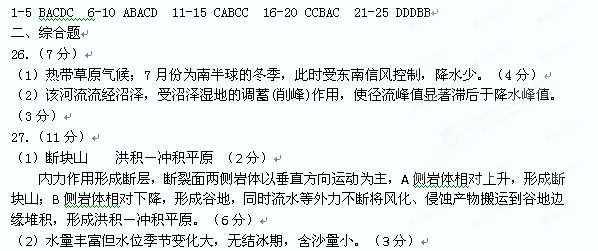 1-5 BACDC 6-10 ABACD 11-15 CABCC 16-20 CCBAC 21-25 DDDBB
二、综合题
26.（7分）
（1）热带草原气候；7月份为南半球的冬季，此时受东南信风控制，降水少。（4分）
（2）该河流流经沼泽，受沼泽湿地的调蓄(削峰)作用，使径流峰值显著滞后于降水峰值。
（3分）
27.（11分）
（1）断块山 洪积—冲积平原 （2分）
内力作用形成断层，断裂面两侧岩体以垂直方向运动为主，A侧岩体相对上升，形成断
块山；B侧岩体相对下降，形成谷地，同时流水等外力不断将风化、侵蚀产物搬运到谷地边
缘堆积，形成洪积—冲积平原。（6分）
（2）水量丰富但水位季节变化大，无结冰期，含沙量小。（3分）